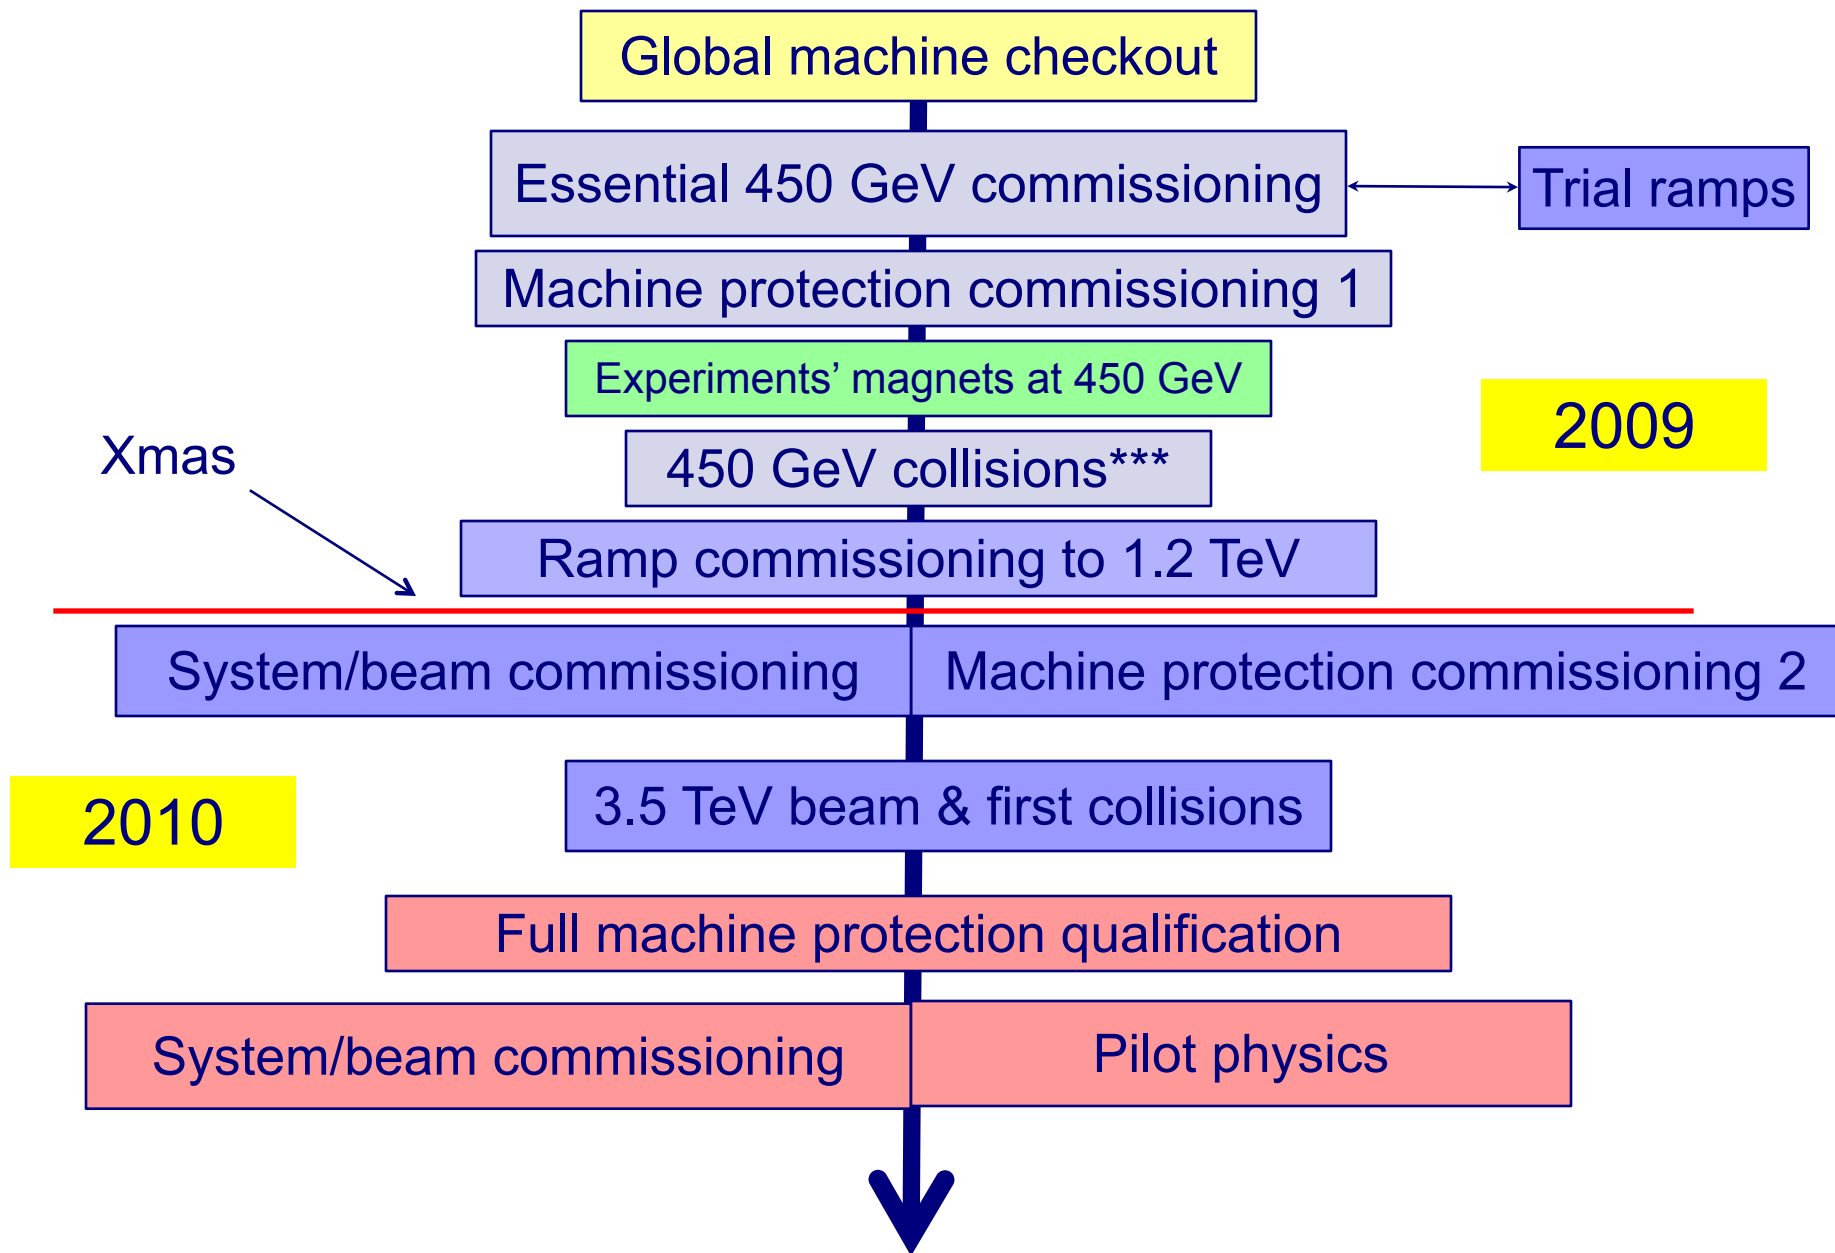 Global machine checkout
Essential 450 GeV commissioning
Trial ramps
Machine protection commissioning 1
Experiments’ magnets at 450 GeV
2009
Xmas
450 GeV collisions***
Ramp commissioning to 1.2 TeV
System/beam commissioning
Machine protection commissioning 2
3.5 TeV beam & first collisions
2010
Full machine protection qualification
System/beam commissioning
Pilot physics